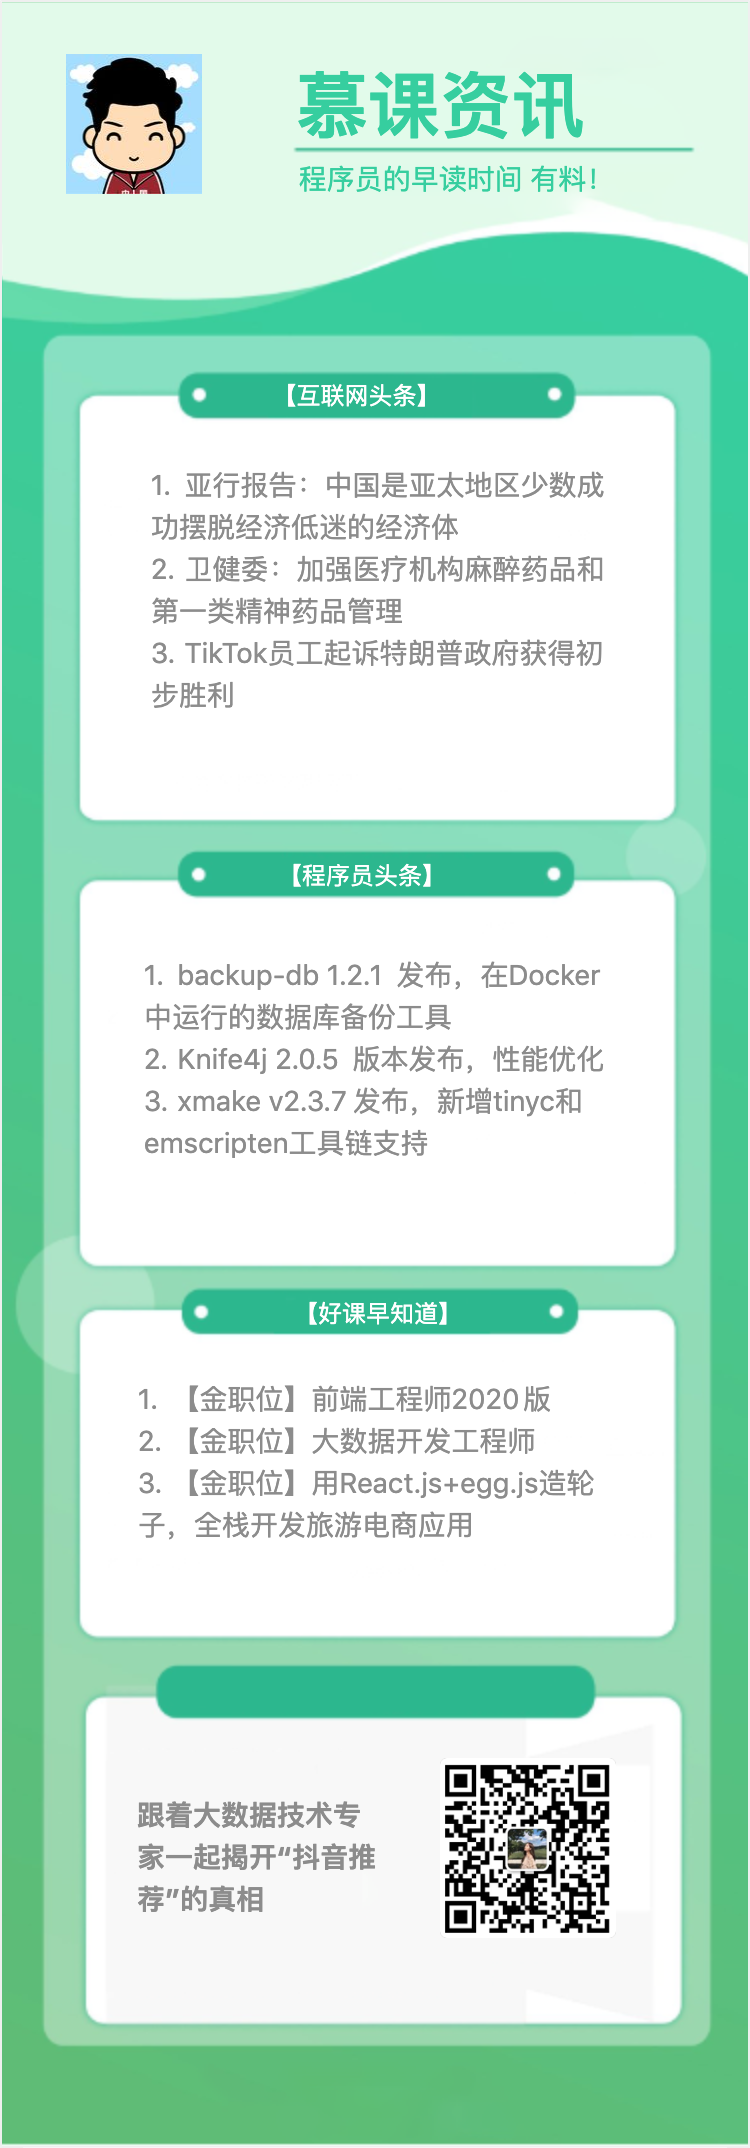 慕课资讯
程序员的早读时间 有料！
【互联网头条】
1. 亚行报告：中国是亚太地区少数成
功摆脱经济低迷的经济体
2. 卫健委：加强医疗机构麻醉药品和
第一类精神药品管理
3. TikTok员工起诉特朗普政府获得初
步胜利
【程序员头条】
1. backup-db 1.2.1 发布，在Docker
中运行的数据库备份工具
2. Knife4j 2.0.5 版本发布，性能优化
3. xmake v2.3.7 发布，新增tinyc和
emscripten工具链支持
【好课早知道】
1. 【金职位】前端工程师2020版
2. 【金职位】大数据开发工程师
3. 【金职位】用React.js+egg.js造轮
子，全栈开发旅游电商应用
跟着大数据技术专
家一起揭开“抖音推
荐”的真相